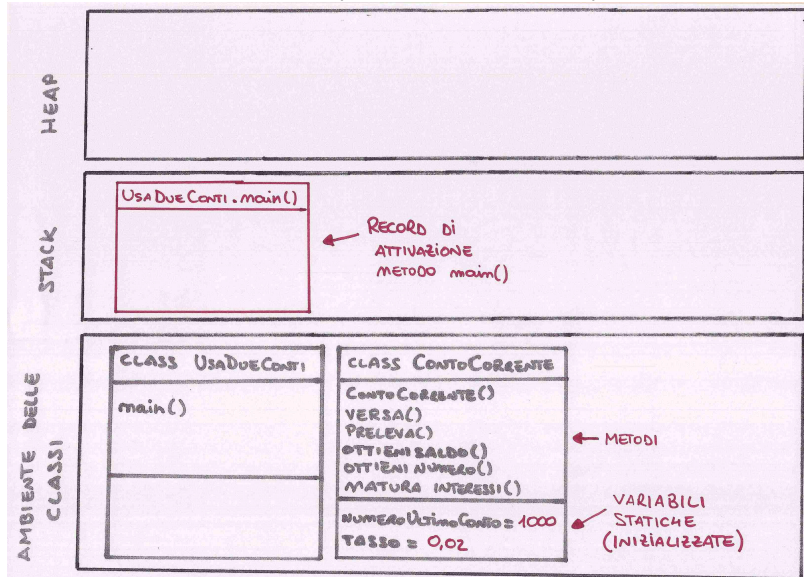 HEAP
STACK
UsaDueConti.main()
RECORD DI
ATTIVAZIONE
METODO main()
AMBIENTE DELLE
CLASSI
CLASS UsaDueConti
main()
CLASS ContoCorrente
ContoCorrente()
VERSA()
PRELEVA()
OTTIENI SALDO()
OTTIENI NUMERO()
MATURA INTERESSI()
METODI
numeroUltimoConto = 1000
TASSO = 0,02
VARIABILI
STATICHE
(INIZIALIZZATE)